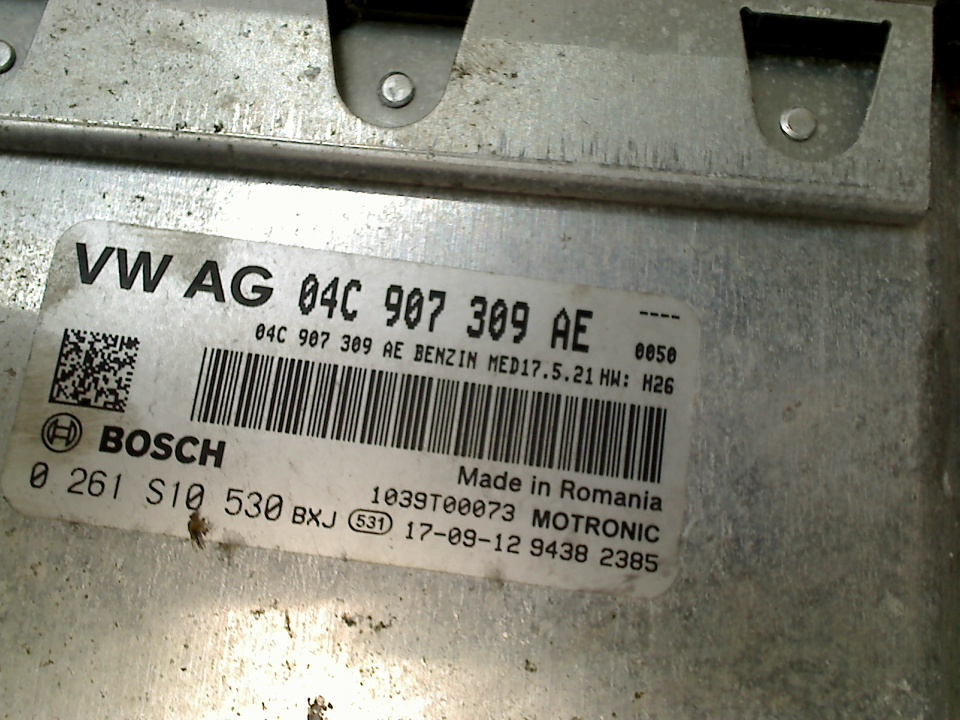 VW AG 04C 907 309 AE ----
04C 907 309 AE BENZIN MED17.5.21 HW: H26 0050
BOSCH
Made in Romania
1039T00073 MOTRONIC
0 261 S10 530 BXJ 531 17-09-12 9438 2385